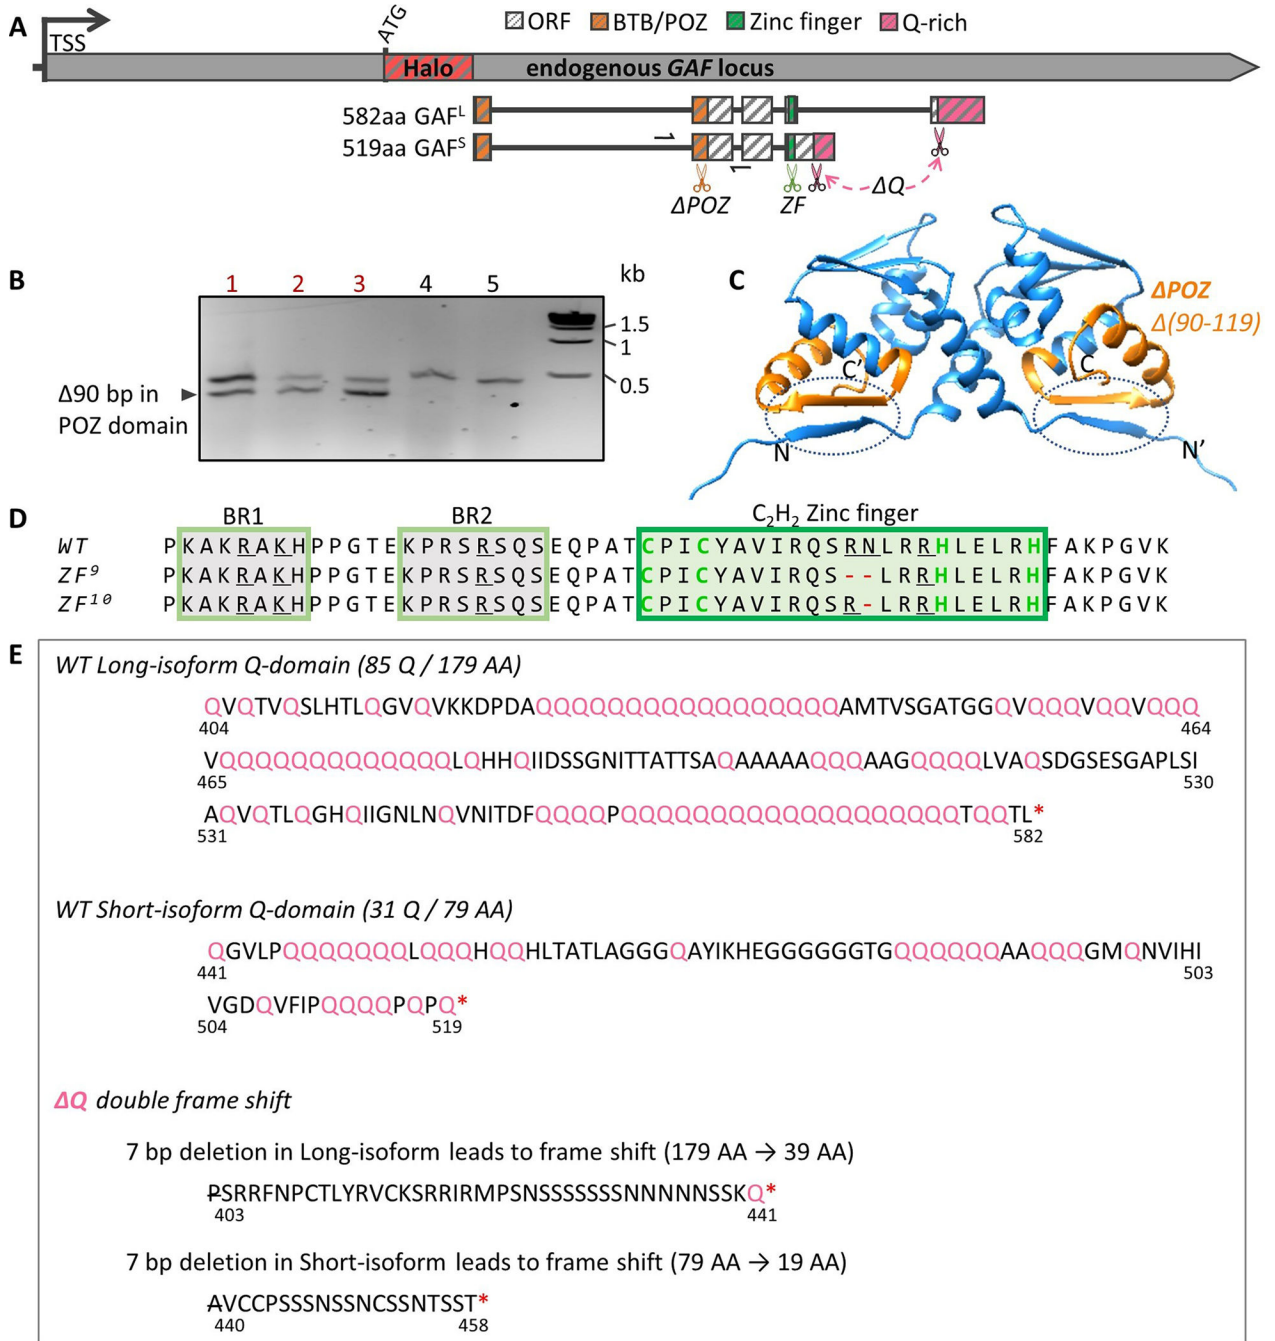 A
TSS
ATG
ORF BTB/POZ Zinc finger Q-rich
Halo endogenous GAF locus
582aa GAFᴸ
519aa GAFˢ
ΔPOZ ZF ΔQ
B
1 2 3 4 5 kb
1.5
1
0.5
Δ90 bp in
POZ domain
C
ΔPOZ
Δ(90-119)
C' C
N N'
D
BR1 BR2 C₂H₂ Zinc finger
WT PKAKRAKHPPGTEKPRSRSQSEQPATCPICYAVIRQSRNLRRHLELRHFAKPGVK
ZF⁹ PKAKRAKHPPGTEKPRSRSQSEQPATCPICYAVIRQS--LRRHLELRHFAKPGVK
ZF¹⁰ PKAKRAKHPPGTEKPRSRSQSEQPATCPICYAVIRQSR-LRRHLELRHFAKPGVK
E
WT Long-isoform Q-domain (85 Q / 179 AA)
QVQTVQSLHTLQGVQVKKDPDAQQQQQQQQQQQQQQQQQQAMTVSGATGGQVQQQVQQVQQQ
404 464
VQQQQQQQQQQQQQLQHHQIIDSSGNITTATTSAQAAAAAQQQAAGQQQQLVAQSDGSESGAPLSI
465 530
AQVQTLQGHQIIGNLNQVNITDFQQQQPQQQQQQQQQQQQQQQQQQQQTQQTL*
531 582
WT Short-isoform Q-domain (31 Q / 79 AA)
QGVLPQQQQQQQLQQQHQQHLTATLAGGGQAYIKHEGGGGGGTGQQQQQQAAQQQGMQNVIHI
441 503
VGDQVFIPQQQQPQPQ*
504 519
ΔQ double frame shift
7 bp deletion in Long-isoform leads to frame shift (179 AA → 39 AA)
PSRRFNPCTLYRVCKSRRIRMPSNSSSSSSSNNNNNSSKQ*
403 441
7 bp deletion in Short-isoform leads to frame shift (79 AA → 19 AA)
AVCCPSSSNSSNCSSNTSST*
440 458